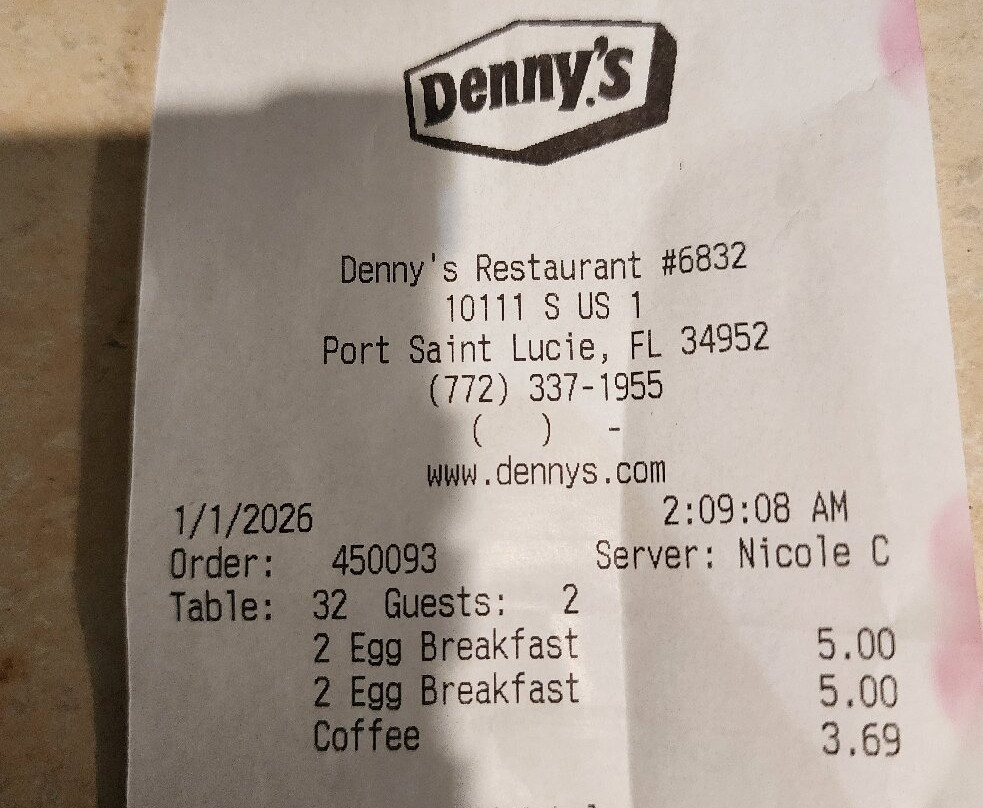 Denny's
Denny's Restaurant #6832
10111 S US 1
Port Saint Lucie, FL 34952
(772) 337-1955
( ) -
www.dennys.com
1/1/2026 2:09:08 AM
Order: 450093 Server: Nicole C
Table: 32 Guests: 2
2 Egg Breakfast 5.00
2 Egg Breakfast 5.00
Coffee 3.69